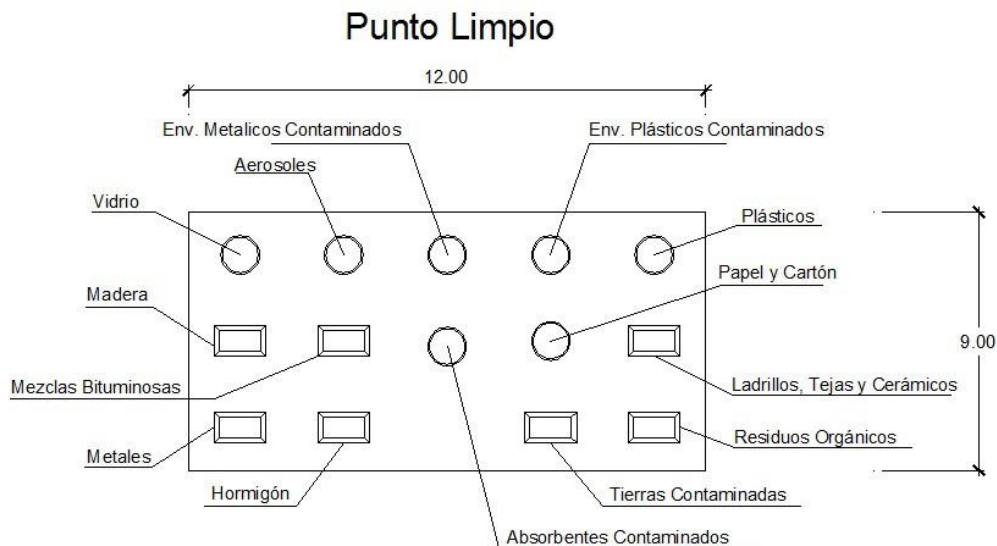 Punto Limpio
12.00
Env. Metalicos Contaminados
Env. Plásticos Contaminados
Aerosoles
Vidrio
Plásticos
Papel y Cartón
Madera
9.00
Mezclas Bituminosas
Ladrillos, Tejas y Cerámicos
Metales
Residuos Orgánicos
Hormigón
Tierras Contaminadas
Absorbentes Contaminados